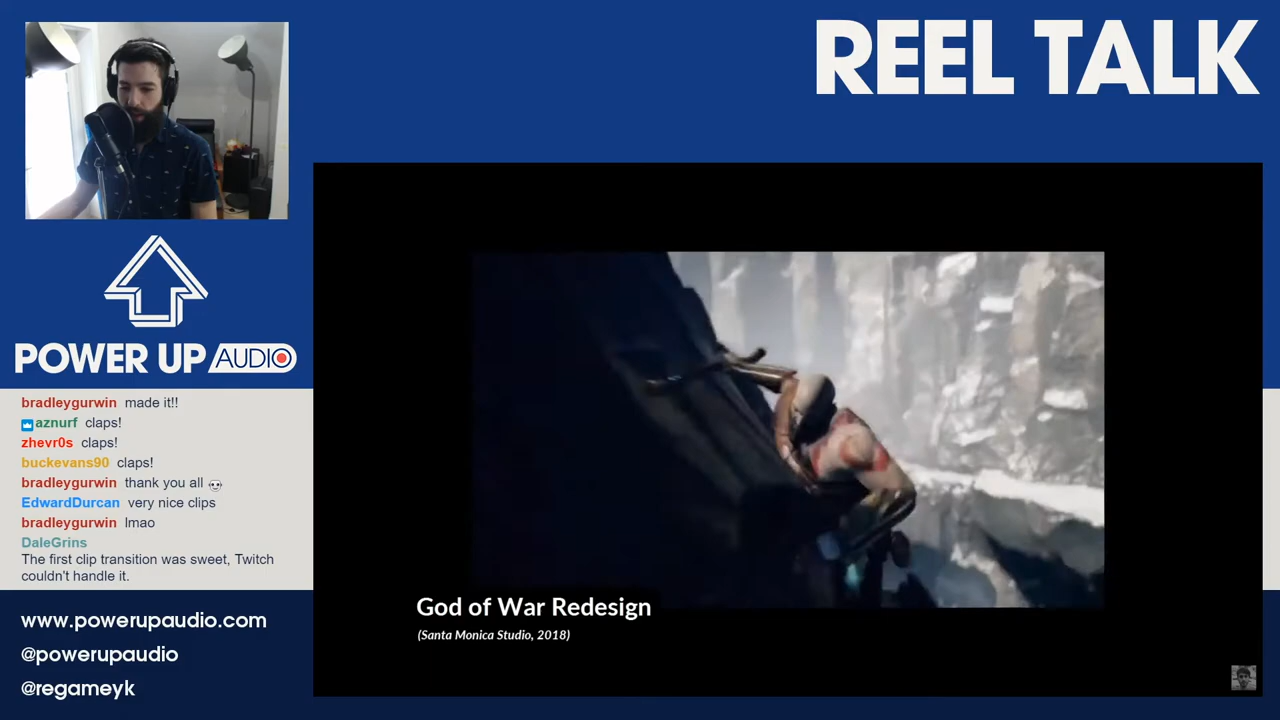 REEL TALK
POWER UP AUDIO
bradleygurwin made it!!
aznurf claps!
zhevr0s claps!
buckevans90 claps!
bradleygurwin thank you all
EdwardDurcan very nice clips
bradleygurwin lmao
DaleGrins
The first clip transition was sweet, Twitch
couldn't handle it.
God of War Redesign
(Santa Monica Studio, 2018)
www.powerupaudio.com
@powerupaudio
@regameyk